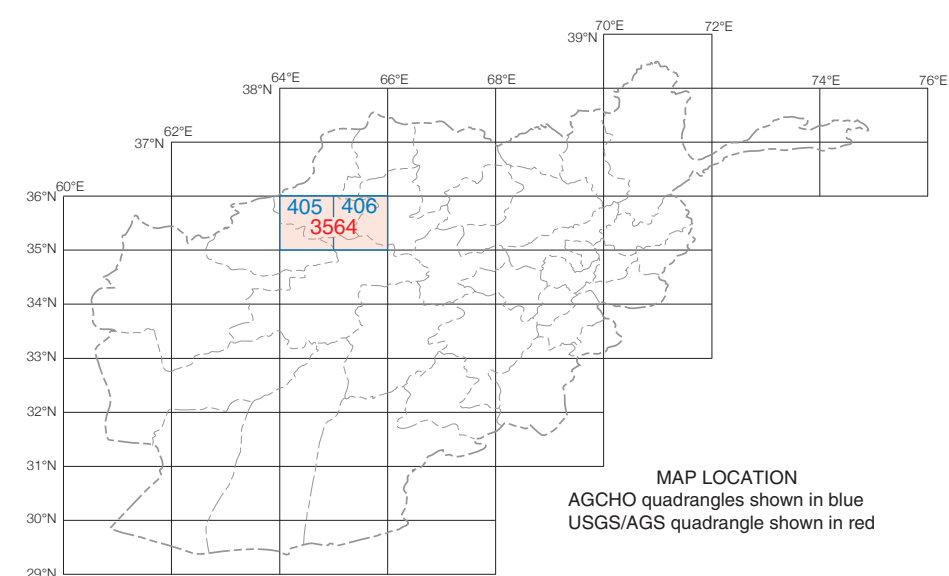 70°E 72°E
39°N
64°E 66°E 68°E 74°E 76°E
38°N
62°E
37°N
60°E
36°N
405 406
3564
35°N
34°N
33°N
32°N
31°N
MAP LOCATION
AGCHO quadrangles shown in blue
30°N
USGS/AGS quadrangle shown in red
29°N